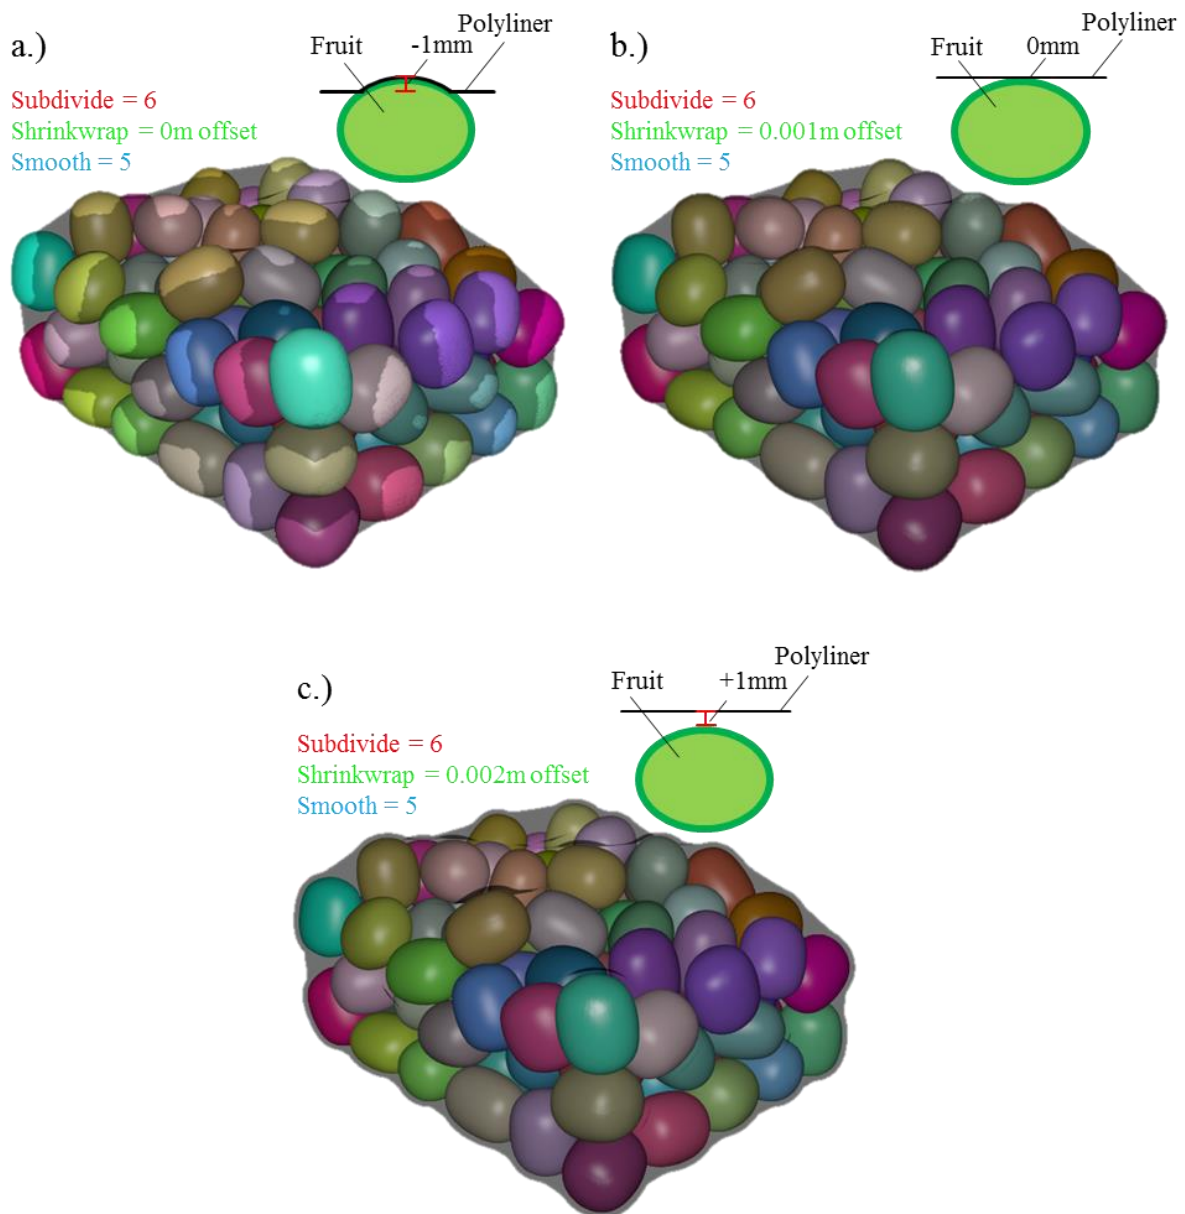 a.)
Fruit
-1mm
Polyliner
Subdivide = 6
Shrinkwrap = 0m offset
Smooth = 5
b.)
Fruit
0mm
Polyliner
Subdivide = 6
Shrinkwrap = 0.001m offset
Smooth = 5
c.)
Fruit
+1mm
Polyliner
Subdivide = 6
Shrinkwrap = 0.002m offset
Smooth = 5